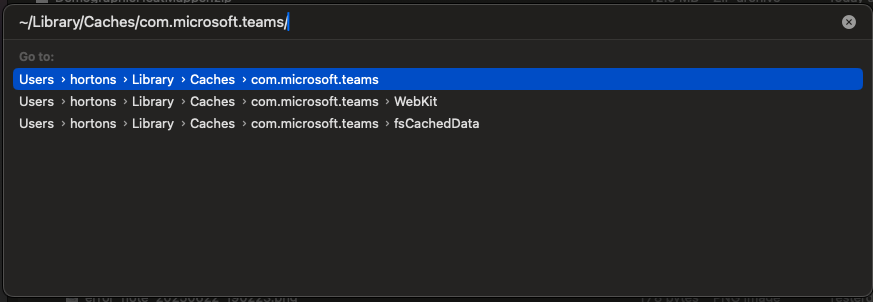 ~/Library/Caches/com.microsoft.teams/
Go to:
Users › hortons › Library › Caches › com.microsoft.teams
Users › hortons › Library › Caches › com.microsoft.teams › WebKit
Users › hortons › Library › Caches › com.microsoft.teams › fsCachedData